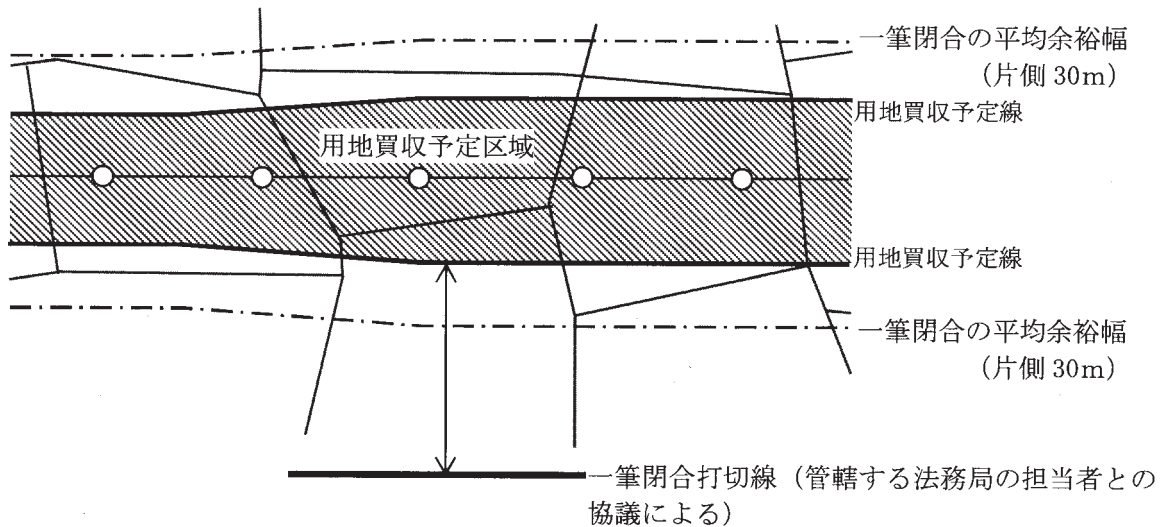 一筆閉合の平均余裕幅
(片側 30m)
用地買収予定線
用地買収予定区域
用地買収予定線
一筆閉合の平均余裕幅
(片側 30m)
一筆閉合打切線(管轄する法務局の担当者との
協議による)